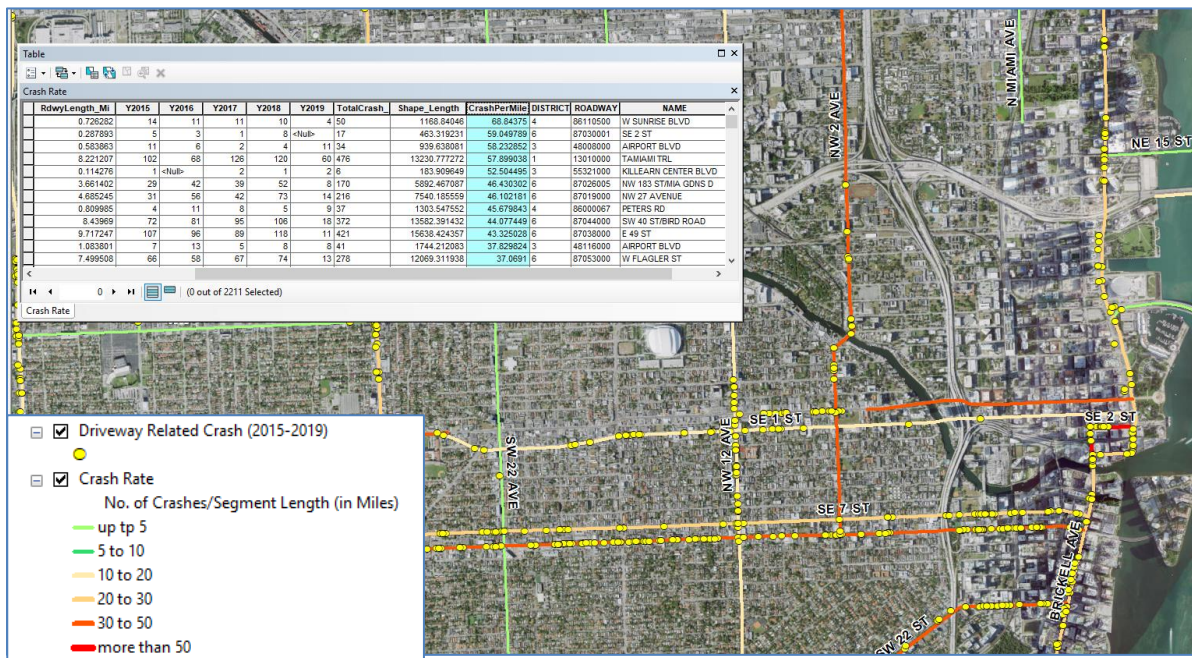 Table
Crash Rate
RdwyLength_Mi Y2015 Y2016 Y2017 Y2018 Y2019 TotalCrash_ Shape_Length CrashPerMile DISTRICT ROADWAY NAME
0.726282 14 11 11 10 4 50 1168.84046 68.84375 4 86110500 W SUNRISE BLVD
0.287893 5 3 1 8 <Null> 17 463.319231 59.049789 6 87030001 SE 2 ST
0.583863 11 6 2 4 11 34 939.638081 58.232852 3 48008000 AIRPORT BLVD
8.221207 102 68 126 120 60 476 13230.777272 57.899038 1 13010000 TAMIAMI TRL
0.114276 1 <Null> 2 1 2 6 183.909649 52.504495 3 55321000 KILLEARN CENTER BLVD
3.661402 29 42 39 52 8 170 5892.467087 46.430302 6 87026005 NW 183 ST/MIA GDNS D
4.685245 31 56 42 73 14 216 7540.185559 46.102181 6 87019000 NW 27 AVENUE
0.809985 4 11 8 5 9 37 1303.547552 45.679843 4 86000067 PETERS RD
8.43969 72 81 95 106 18 372 13582.391432 44.077449 6 87044000 SW 40 ST/BIRD ROAD
9.717247 107 96 89 118 11 421 15638.424357 43.325028 6 87038000 E 49 ST
1.083801 7 13 5 8 8 41 1744.212083 37.829824 3 48116000 AIRPORT BLVD
7.499508 66 58 67 74 13 278 12069.311938 37.0691 6 87053000 W FLAGLER ST
0 (0 out of 2211 Selected)
Crash Rate
N MIAMI AVE
NW 2 AVE
NE 15 ST
SE 1 ST
SE 2 ST
SW 22 AVE
NW 12 AVE
SE 7 ST
BRICKELL AVE
SW 22 ST
Driveway Related Crash (2015-2019)
Crash Rate
No. of Crashes/Segment Length (in Miles)
up tp 5
5 to 10
10 to 20
20 to 30
30 to 50
more than 50